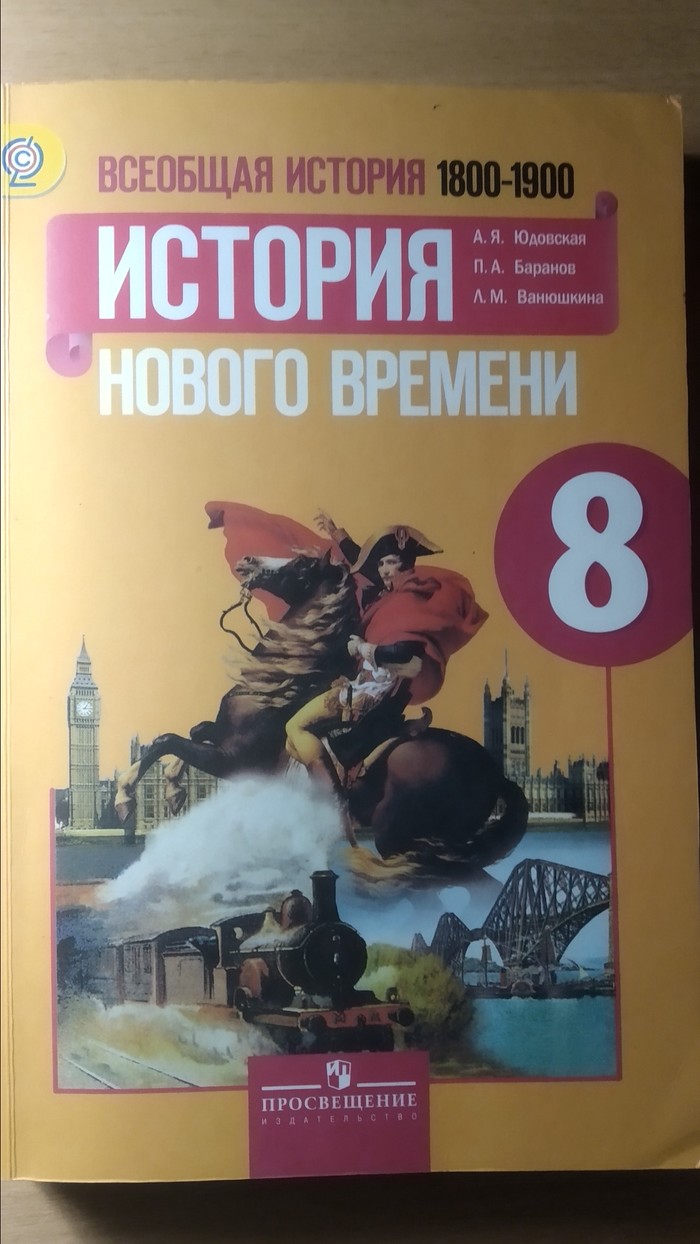 ВСЕОБЩАЯ ИСТОРИЯ 1800-1900
ИСТОРИЯ
А. Я. Юдовская
П. А. Баранов
Л. М. Ванюшкина
НОВОГО ВРЕМЕНИ
8
ПРОСВЕЩЕНИЕ
ИЗДАТЕЛЬСТВО